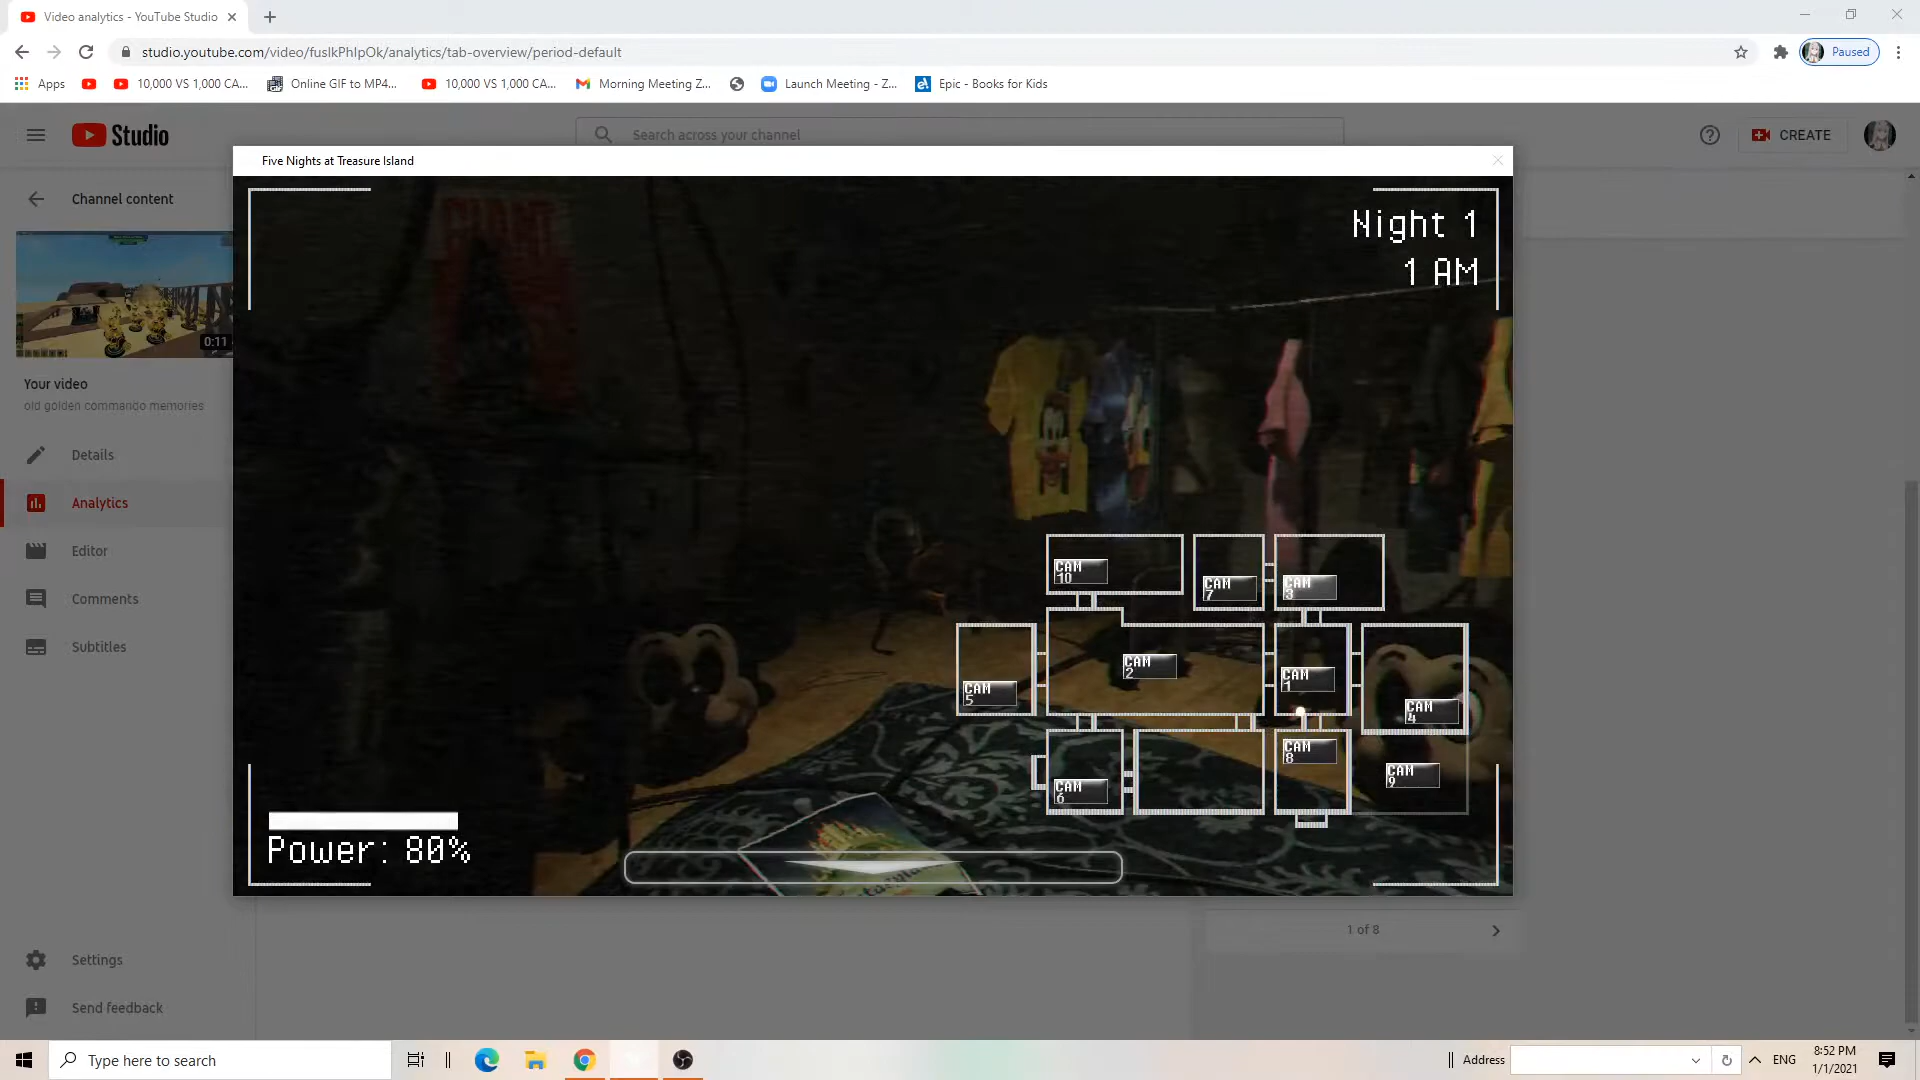 Video analytics - YouTube Studio
studio.youtube.com/video/fuslkPhlpOk/analytics/tab-overview/period-default
Paused
Apps
10,000 VS 1,000 CA...
Online GIF to MP4...
10,000 VS 1,000 CA...
Morning Meeting Z...
Launch Meeting - Z...
Epic - Books for Kids
Studio
Search across your channel
CREATE
Five Nights at Treasure Island
Channel content
GIANT
Night 1
1 AM
0:11
Your video
old golden commando memories
Details
Analytics
Editor
Comments
Subtitles
CAM
10
CAM
7
CAM
3
CAM
2
CAM
1
CAM
5
CAM
4
CAM
8
CAM
9
CAM
6
Power: 80%
1 of 8
Settings
Send feedback
Type here to search
Address
ENG
8:52 PM
1/1/2021